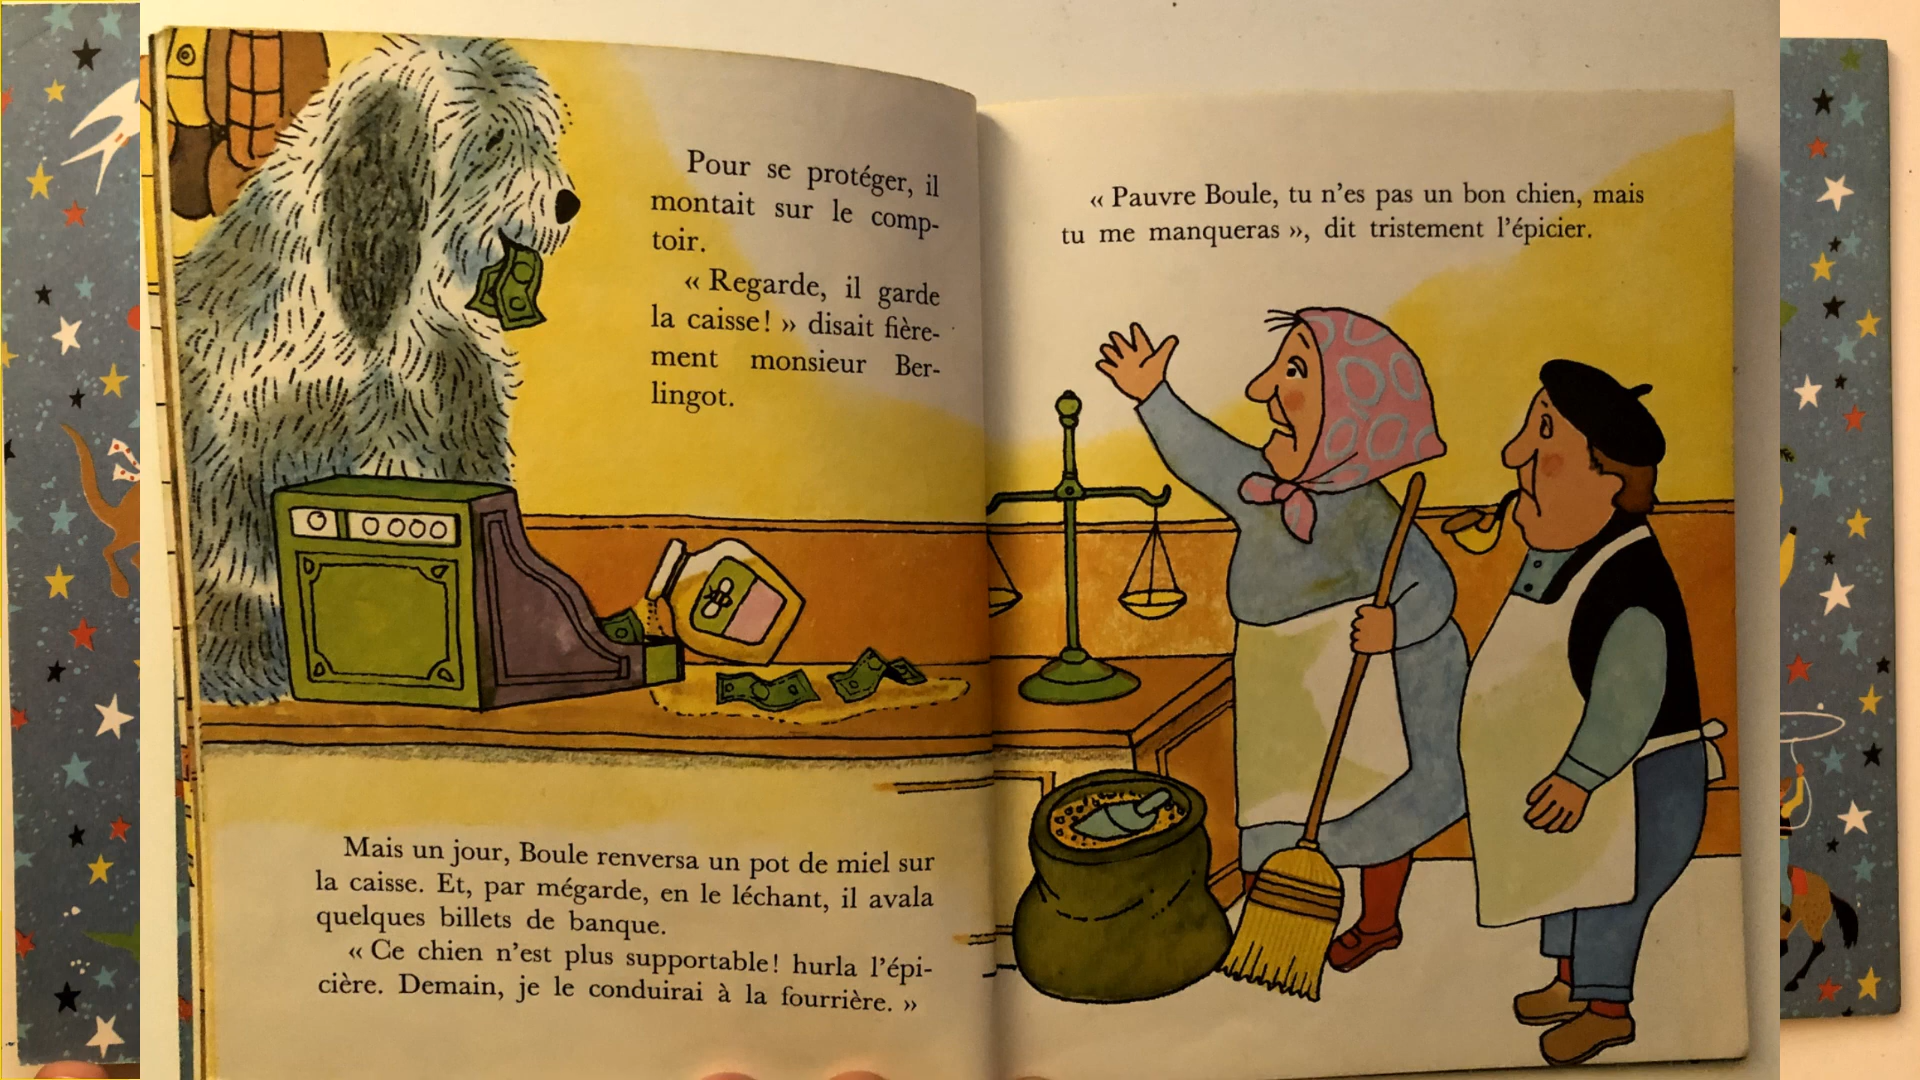 Pour se protéger, il
montait sur le comp-
toir.
« Regarde, il garde
la caisse ! » disait fière-
ment monsieur Ber-
lingot.
Mais un jour, Boule renversa un pot de miel sur
la caisse. Et, par mégarde, en le léchant, il avala
quelques billets de banque.
« Ce chien n'est plus supportable ! hurla l'épi-
cière. Demain, je le conduirai à la fourrière. »
« Pauvre Boule, tu n'es pas un bon chien, mais
tu me manqueras », dit tristement l'épicier.